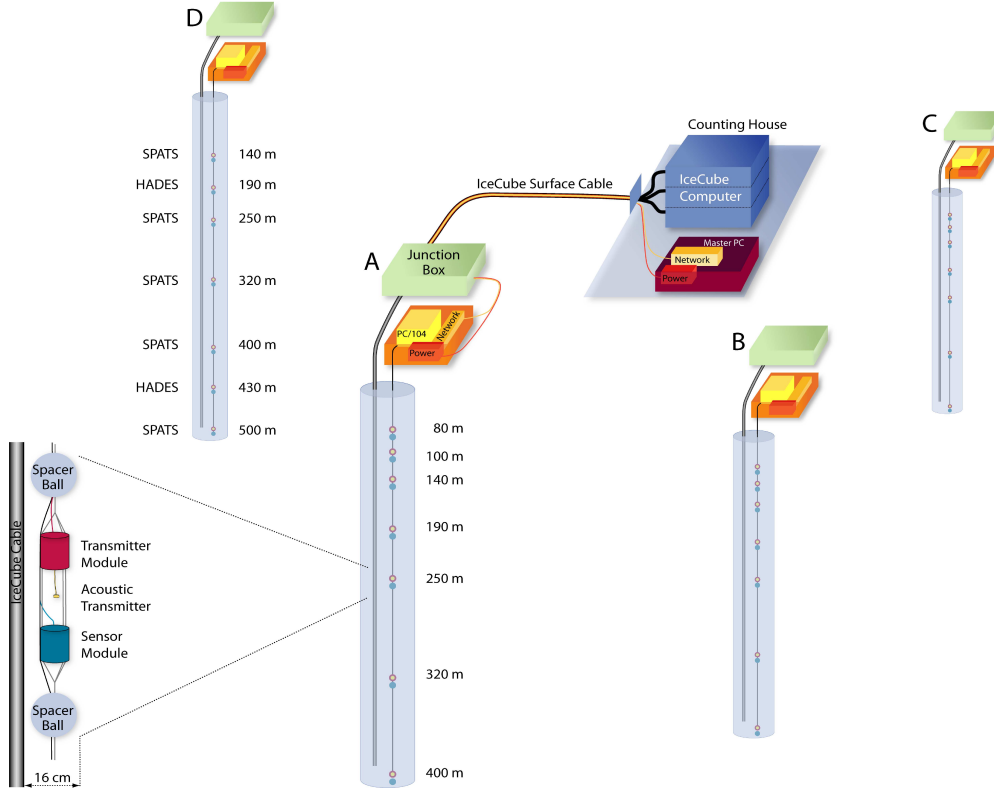 D
SPATS 140 m
HADES 190 m
SPATS 250 m
SPATS 320 m
SPATS 400 m
HADES 430 m
SPATS 500 m
Counting House
IceCube
Computer
IceCube Surface Cable
Master PC
Network
Power
C
A
Junction
Box
PC/104
Network
Power
80 m
100 m
140 m
190 m
250 m
320 m
400 m
B
IceCube Cable
Spacer
Ball
Transmitter
Module
Acoustic
Transmitter
Sensor
Module
Spacer
Ball
16 cm